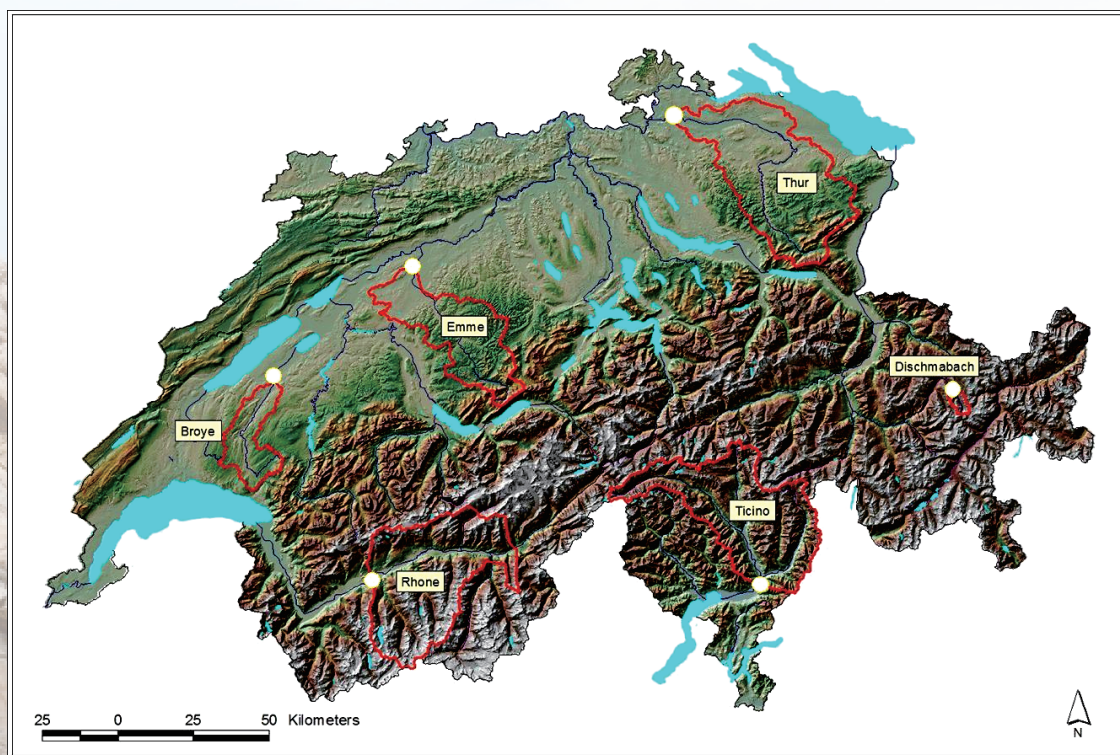 Thur
Emme
Dischmabach
Broye
Ticino
Rhone
25 0 25 50 Kilometers
N